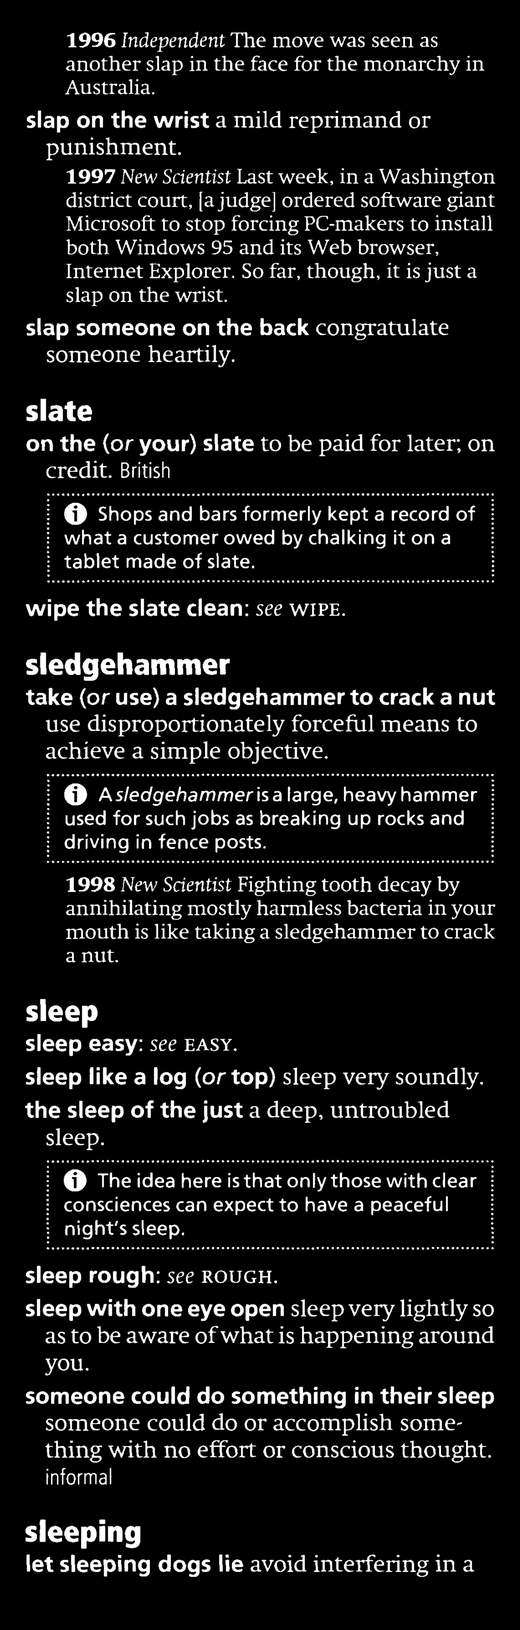 1996 Independent The move was seen as
another slap in the face for the monarchy in
Australia.
slap on the wrist a mild reprimand or
punishment.
1997 New Scientist Last week, in a Washington
district court, [a judge] ordered software giant
Microsoft to stop forcing PC-makers to install
both Windows 95 and its Web browser,
Internet Explorer. So far, though, it is just a
slap on the wrist.
slap someone on the back congratulate
someone heartily.
slate
on the (or your) slate to be paid for later; on
credit. British
i Shops and bars formerly kept a record of
what a customer owed by chalking it on a
tablet made of slate.
wipe the slate clean: see WIPE.
sledgehammer
take (or use) a sledgehammer to crack a nut
use disproportionately forceful means to
achieve a simple objective.
i A sledgehammer is a large, heavy hammer
used for such jobs as breaking up rocks and
driving in fence posts.
1998 New Scientist Fighting tooth decay by
annihilating mostly harmless bacteria in your
mouth is like taking a sledgehammer to crack
a nut.
sleep
sleep easy: see EASY.
sleep like a log (or top) sleep very soundly.
the sleep of the just a deep, untroubled
sleep.
i The idea here is that only those with clear
consciences can expect to have a peaceful
night's sleep.
sleep rough: see ROUGH.
sleep with one eye open sleep very lightly so
as to be aware of what is happening around
you.
someone could do something in their sleep
someone could do or accomplish some-
thing with no effort or conscious thought.
informal
sleeping
let sleeping dogs lie avoid interfering in a